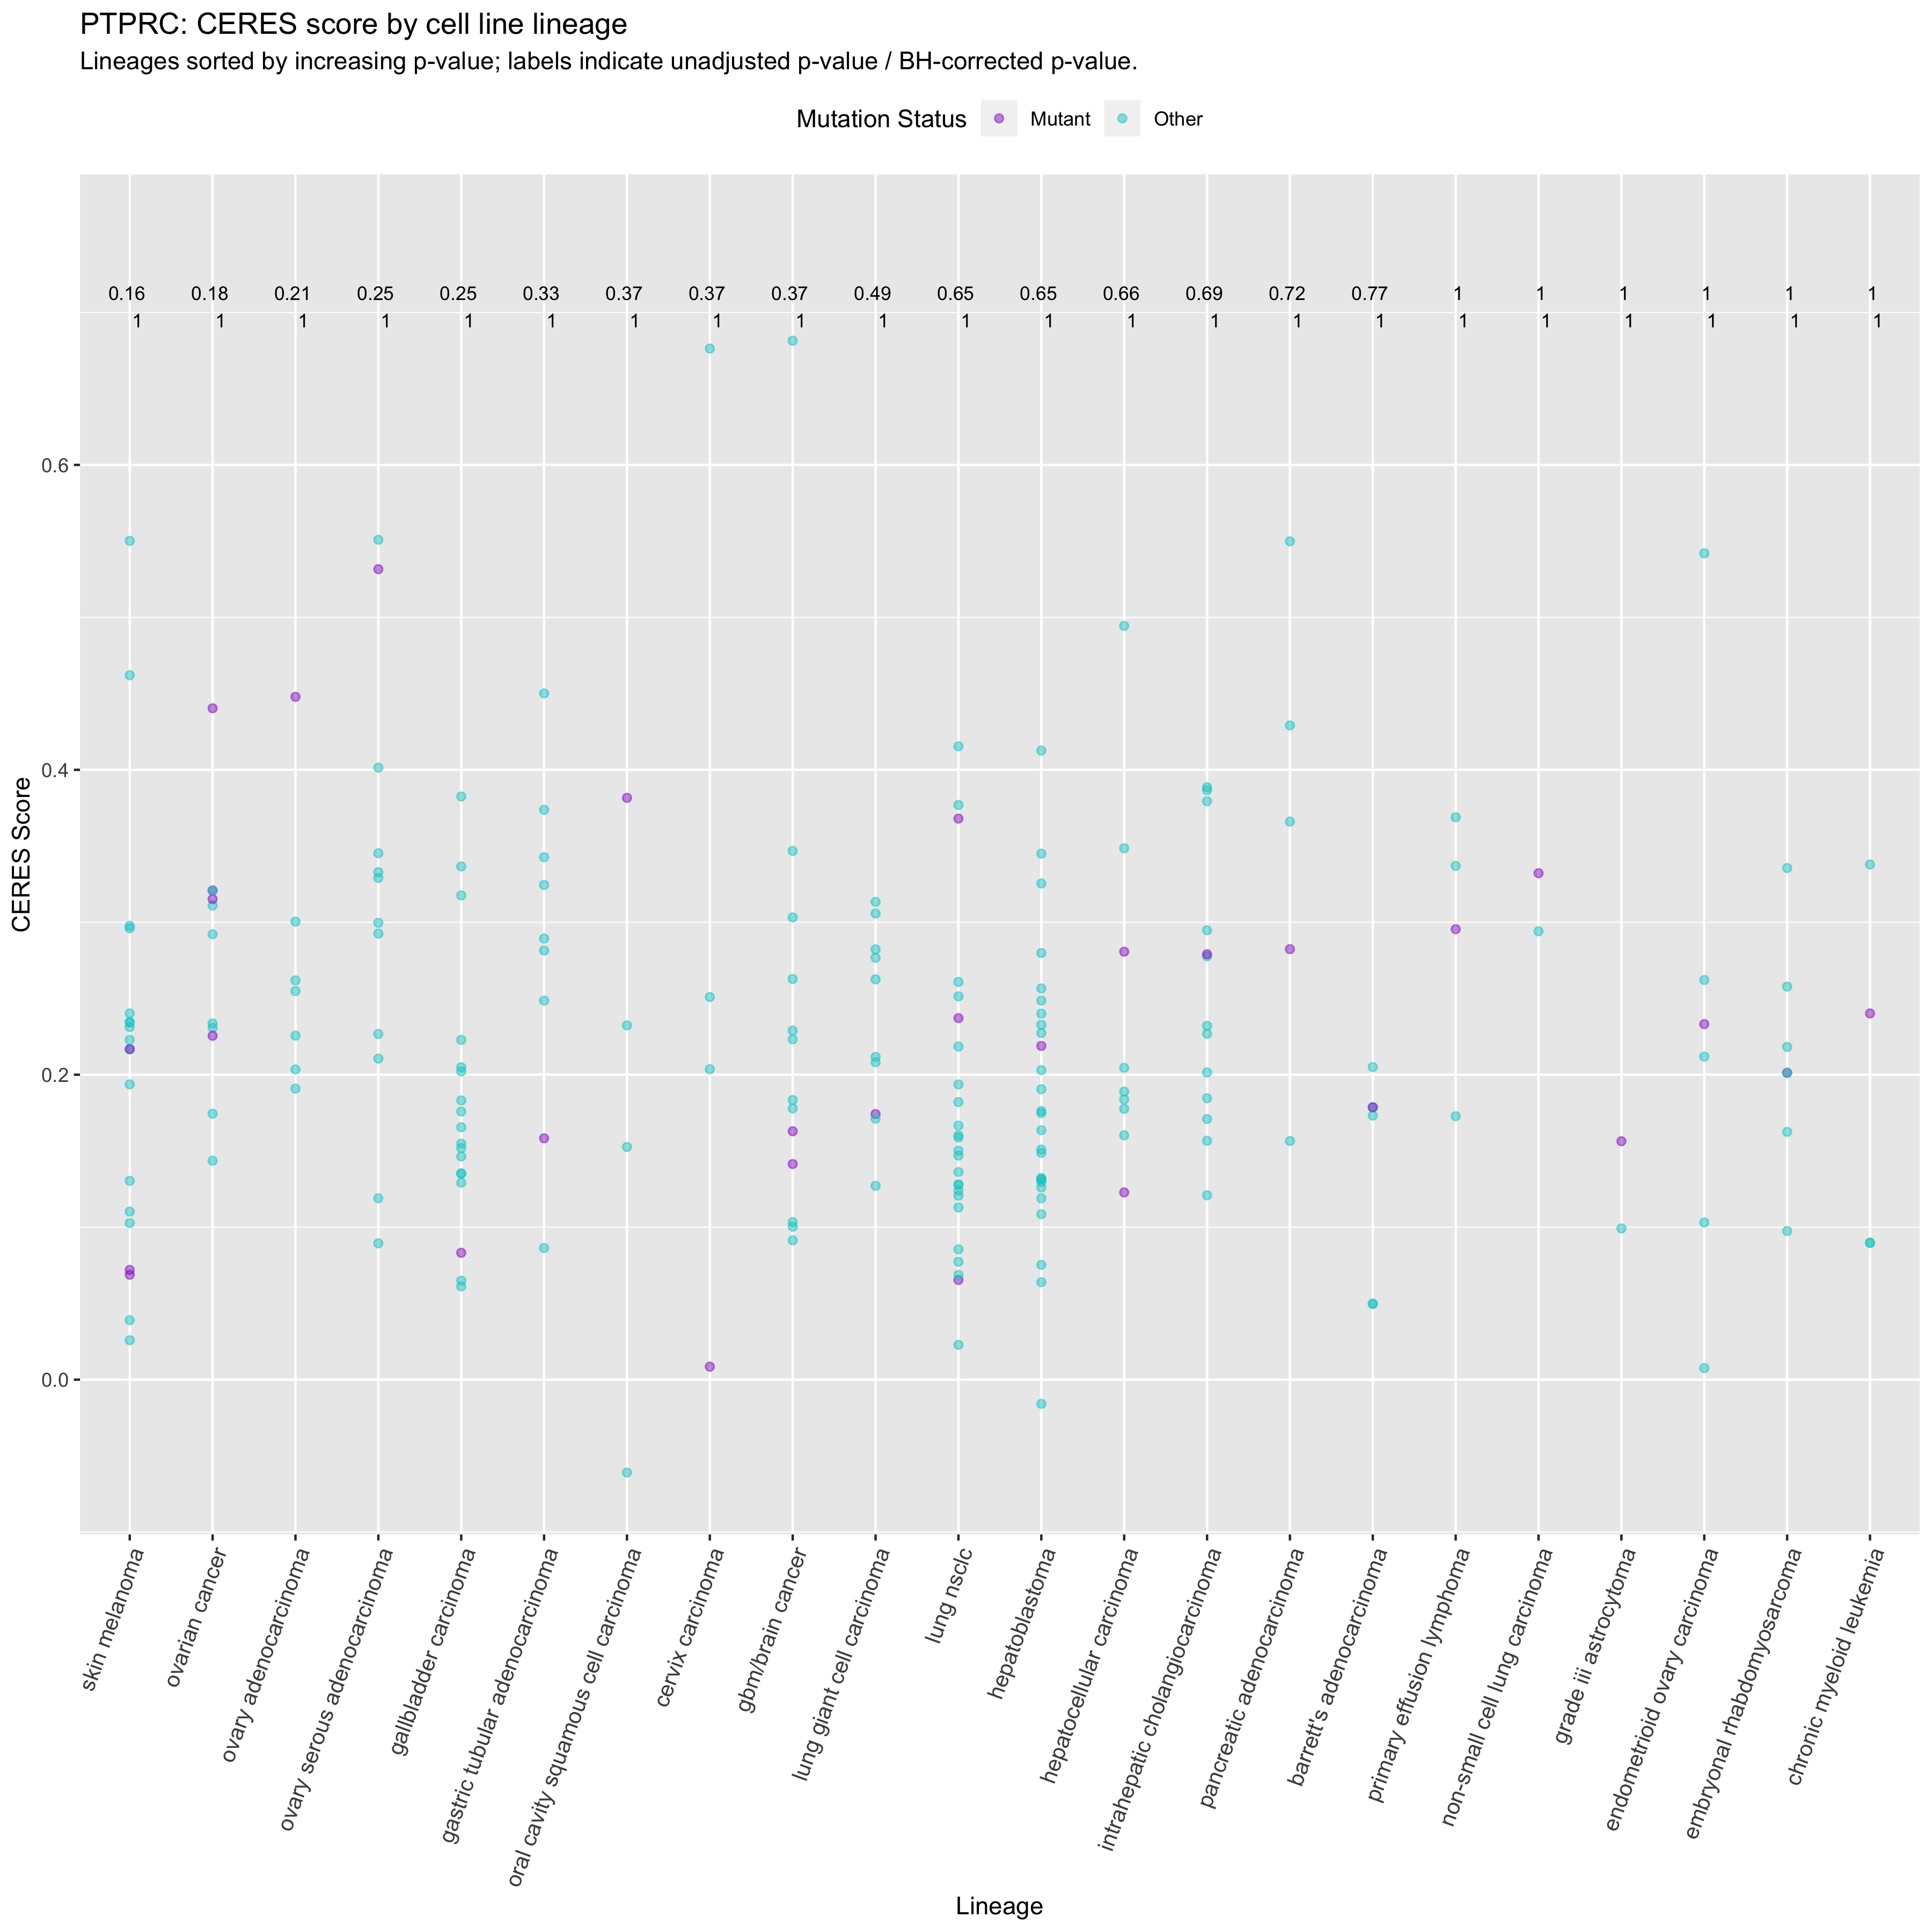 PTPRC: CERES score by cell line lineage
Lineages sorted by increasing p-value; labels indicate unadjusted p-value / BH-corrected p-value.
Mutation Status Mutant Other
0.16 0.18 0.21 0.25 0.25 0.33 0.37 0.37 0.37 0.49 0.65 0.65 0.66 0.69 0.72 0.77 1 1 1 1 1 1
1 1 1 1 1 1 1 1 1 1 1 1 1 1 1 1 1 1 1 1 1 1
0.6
0.4
0.2
0.0
CERES Score
skin melanoma
ovarian cancer
ovary adenocarcinoma
ovary serous adenocarcinoma
gallbladder carcinoma
gastric tubular adenocarcinoma
oral cavity squamous cell carcinoma
cervix carcinoma
gbm/brain cancer
lung giant cell carcinoma
lung nsclc
hepatoblastoma
hepatocellular carcinoma
intrahepatic cholangiocarcinoma
pancreatic adenocarcinoma
barrett's adenocarcinoma
primary effusion lymphoma
non-small cell lung carcinoma
grade iii astrocytoma
endometrioid ovary carcinoma
embryonal rhabdomyosarcoma
chronic myeloid leukemia
Lineage